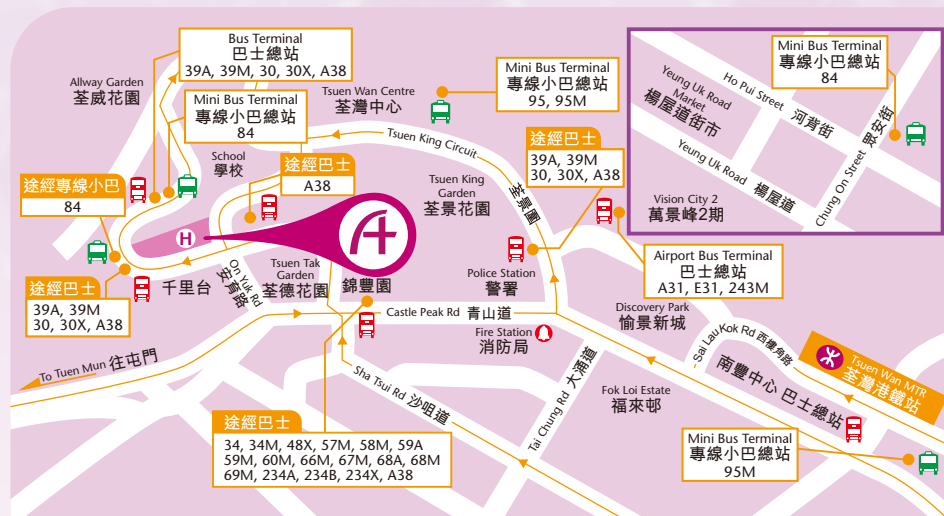 Bus Terminal
巴士總站
39A, 39M, 30, 30X, A38
Allway Garden
荃威花園
Mini Bus Terminal
專線小巴總站
84
Tsuen Wan Centre
荃灣中心
Mini Bus Terminal
專線小巴總站
95, 95M
Mini Bus Terminal
專線小巴總站
84
Ho Pui Street 河背街
Yeung Uk Road
Market
楊屋道街市
Yeung Uk Road 楊屋道
Chung On Street 眾安街
School
學校
途經巴士
A38
Tsuen King Circuit
荃景圍
途經巴士
39A, 39M
30, 30X, A38
Tsuen King
Garden
荃景花園
途經專線小巴
84
H
Vision City 2
萬景峰2期
Airport Bus Terminal
巴士總站
A31, E31, 243M
Police Station
警署
途經巴士
39A, 39M
30, 30X, A38
千里台
On Yuk Rd
安育路
Tsuen Tak
Garden
荃德花園
錦豐園
Castle Peak Rd 青山道
Fire Station
消防局
Discovery Park
愉景新城
Sai Lau Kok Rd 西樓角路
Tsuen Wan MTR
荃灣港鐵站
To Tuen Mun 往屯門
Sha Tsui Rd 沙咀道
Tai Chung Rd 大涌道
Fok Loi Estate
福來邨
南豐中心 巴士總站
途經巴士
34, 34M, 48X, 57M, 58M, 59A
59M, 60M, 66M, 67M, 68A, 68M
69M, 234A, 234B, 234X, A38
Mini Bus Terminal
專線小巴總站
95M